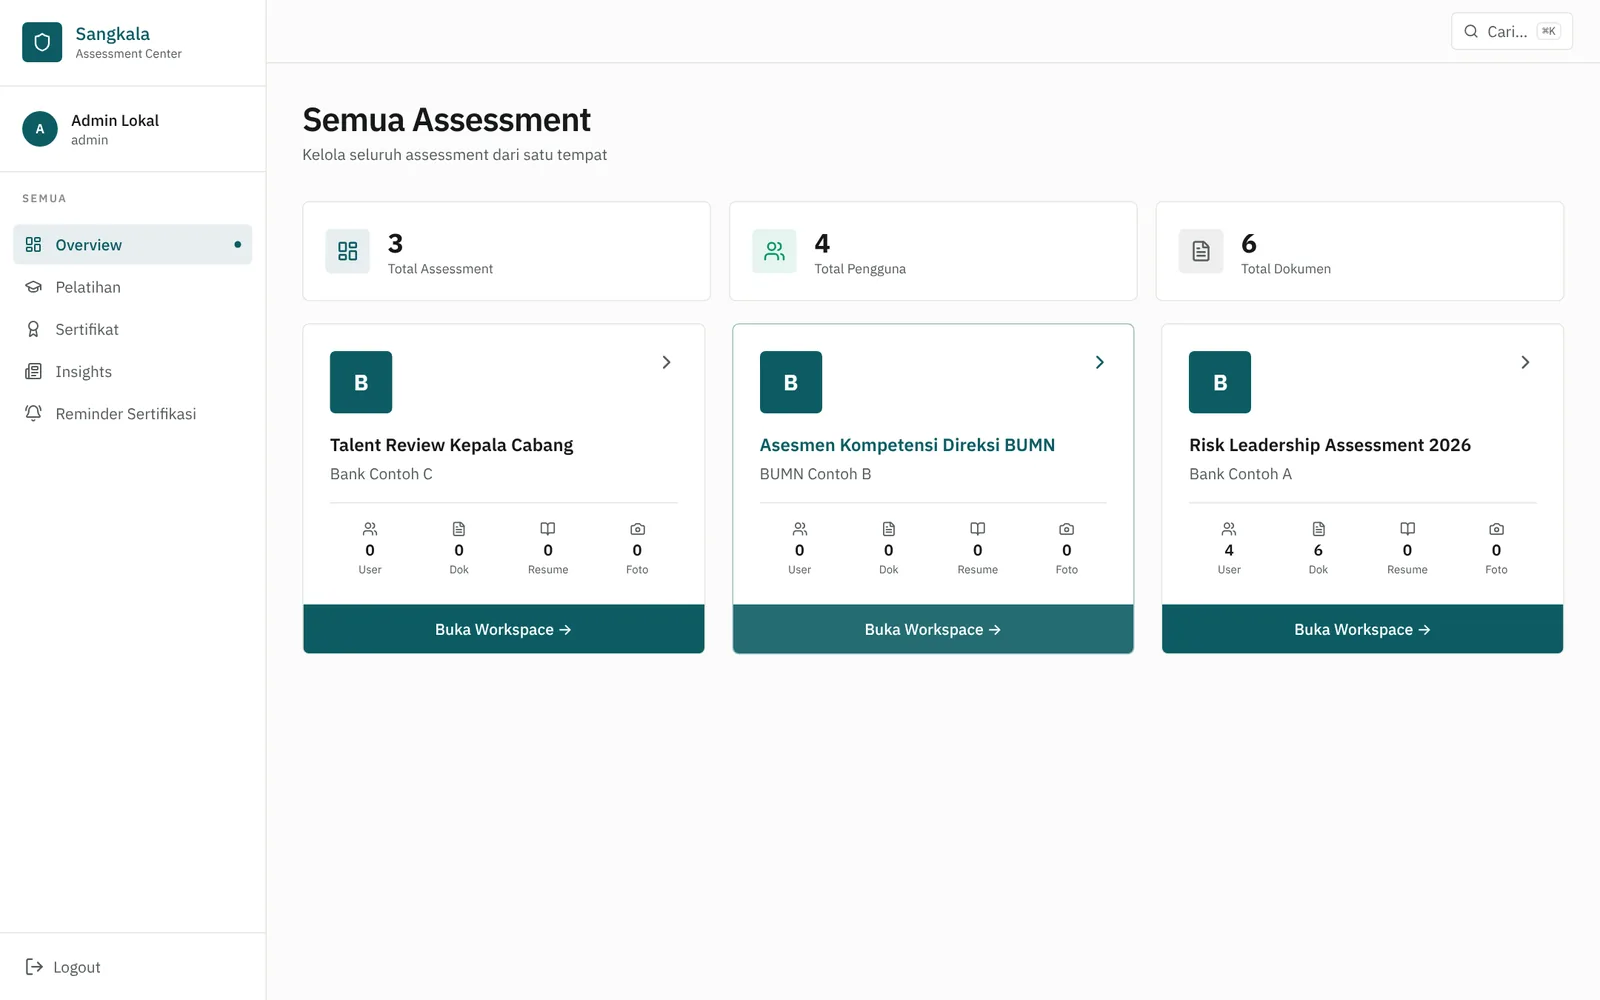 Sangkala
Assessment Center
A
Admin Lokal
admin
SEMUA
Overview
Pelatihan
Sertifikat
Insights
Reminder Sertifikasi
Logout
Cari... ⌘K
Semua Assessment
Kelola seluruh assessment dari satu tempat
3
Total Assessment
4
Total Pengguna
6
Total Dokumen
B
Talent Review Kepala Cabang
Bank Contoh C
0 0 0 0
User Dok Resume Foto
Buka Workspace →
B
Asesmen Kompetensi Direksi BUMN
BUMN Contoh B
0 0 0 0
User Dok Resume Foto
Buka Workspace →
B
Risk Leadership Assessment 2026
Bank Contoh A
4 6 0 0
User Dok Resume Foto
Buka Workspace →